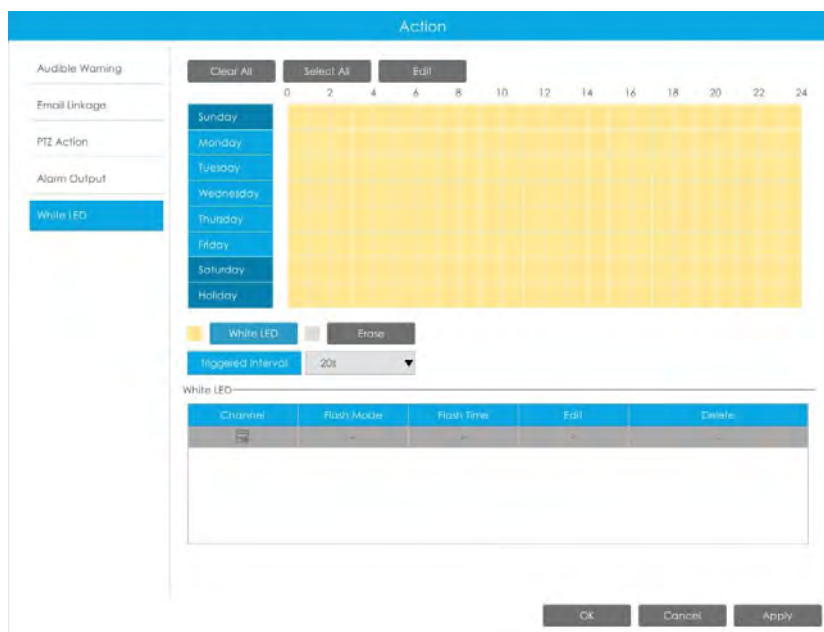 Action
Audible Warning
Email Linkage
PTZ Action
Alarm Output
White LED
Clear All Select All Edit
0 2 4 6 8 10 12 14 16 18 20 22 24
Sunday
Monday
Tuesday
Wednesday
Thursday
Friday
Saturday
Holiday
White LED Erase
Triggered Interval 20s
White LED
Channel Flash Mode Flash Time Edit Delete
- - - -
OK Cancel Apply